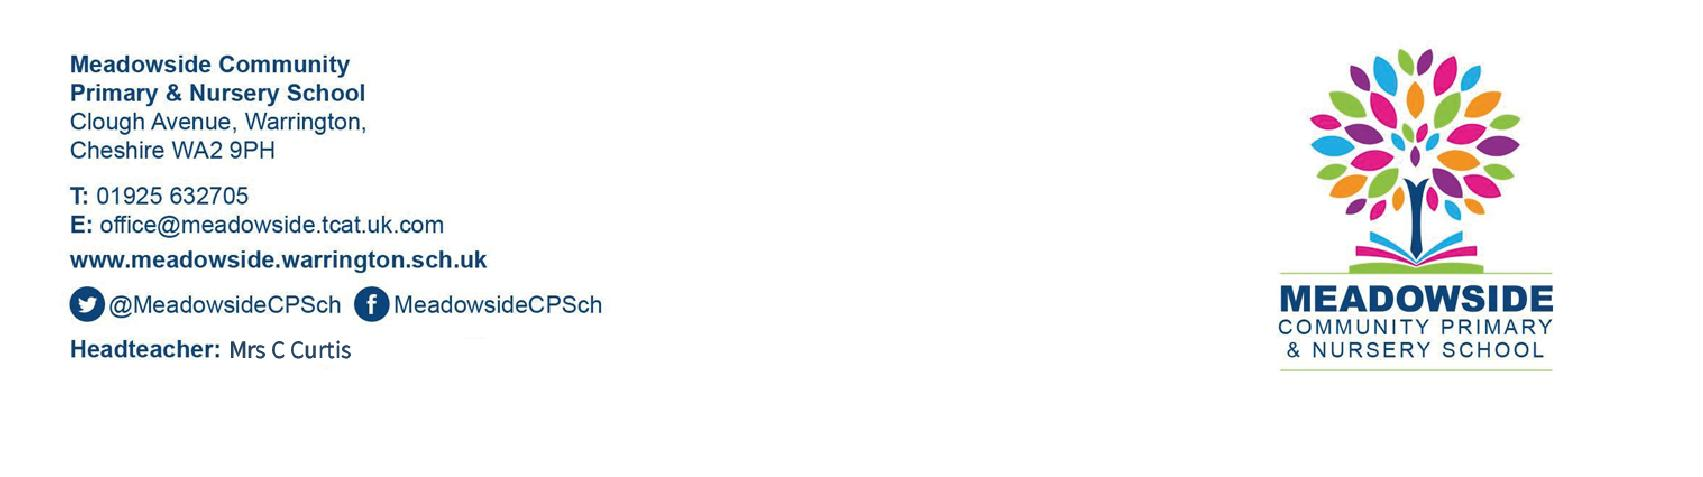 Meadowside Community
Primary & Nursery School
Clough Avenue, Warrington,
Cheshire WA2 9PH
T: 01925 632705
E: office@meadowside.tcat.uk.com
www.meadowside.warrington.sch.uk
@MeadowsideCPSch MeadowsideCPSch
Headteacher: Mrs C Curtis
MEADOWSIDE
COMMUNITY PRIMARY
& NURSERY SCHOOL